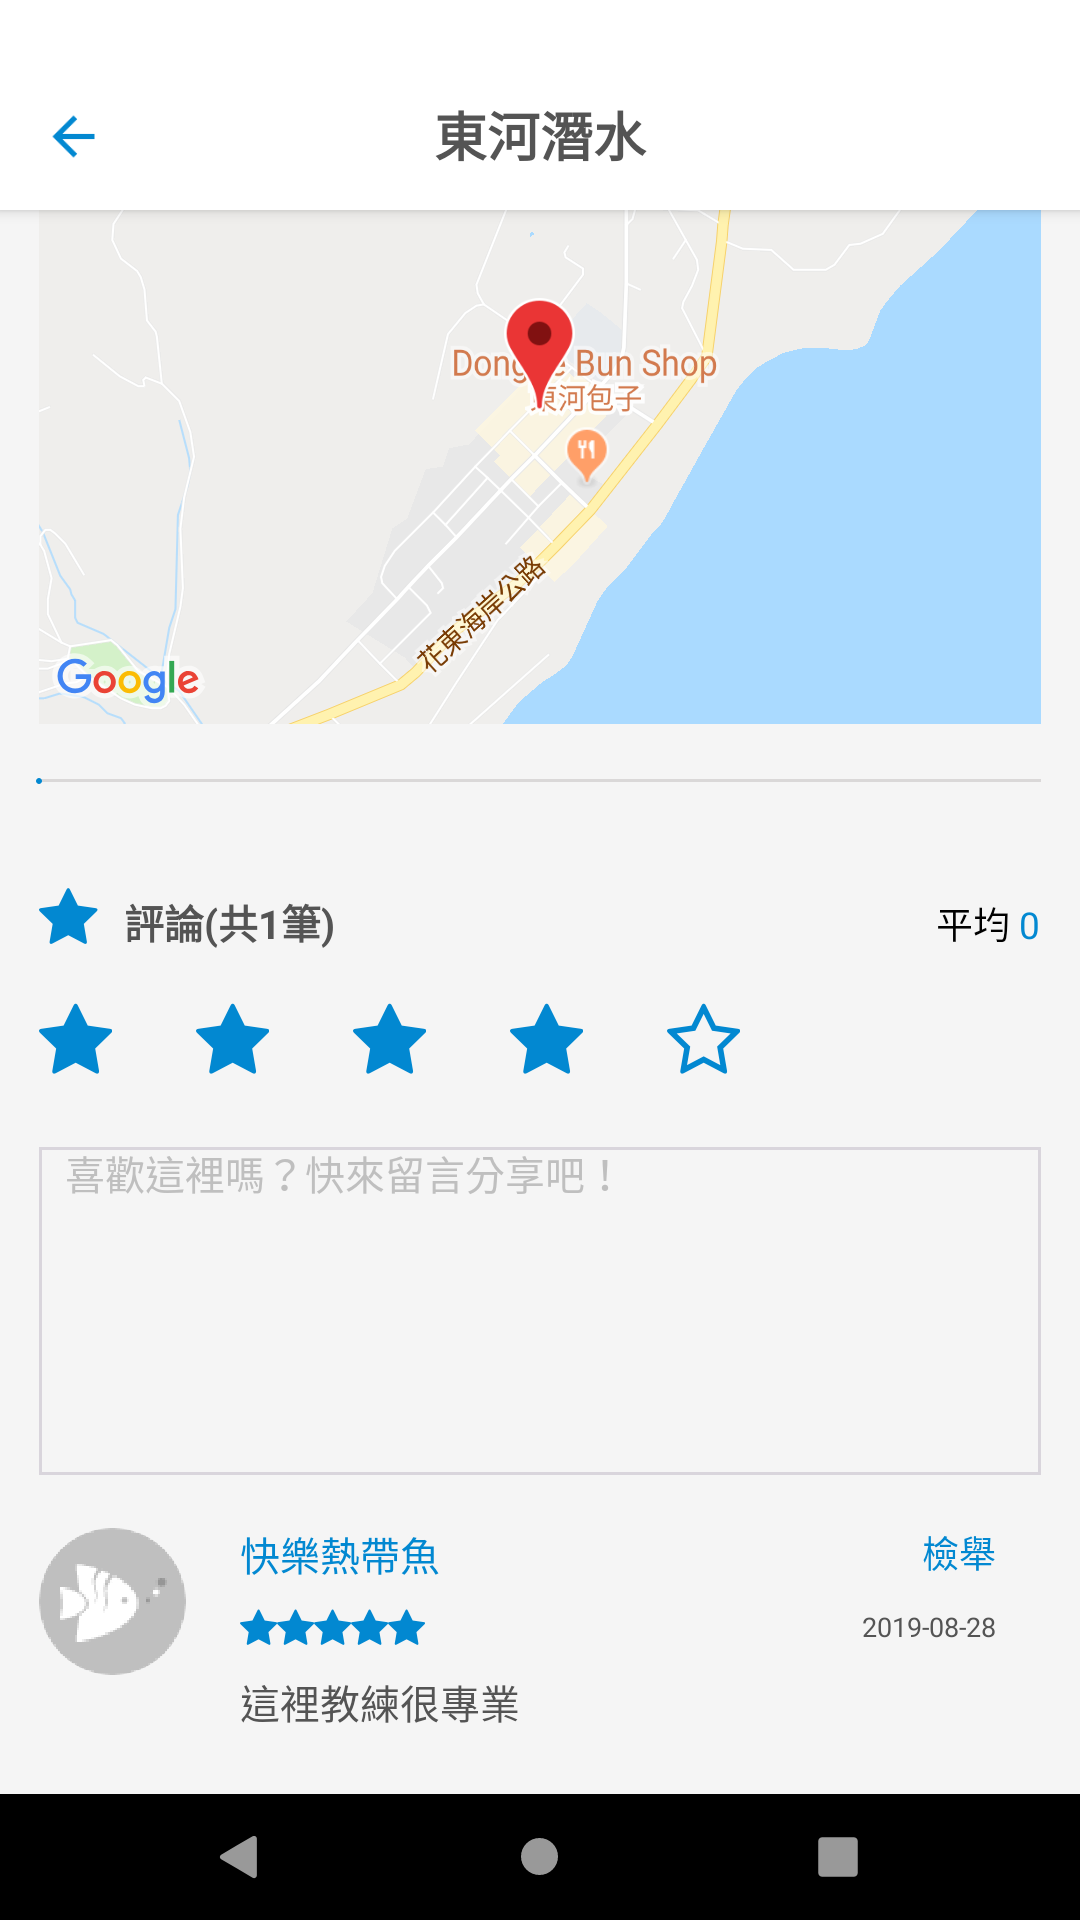 東河潛水
Dong e Bun Shop
東河包子
花東海岸公路
Google
評論(共1筆)
平均 0
喜歡這裡嗎？快來留言分享吧！
快樂熱帶魚
檢舉
2019-08-28
這裡教練很專業